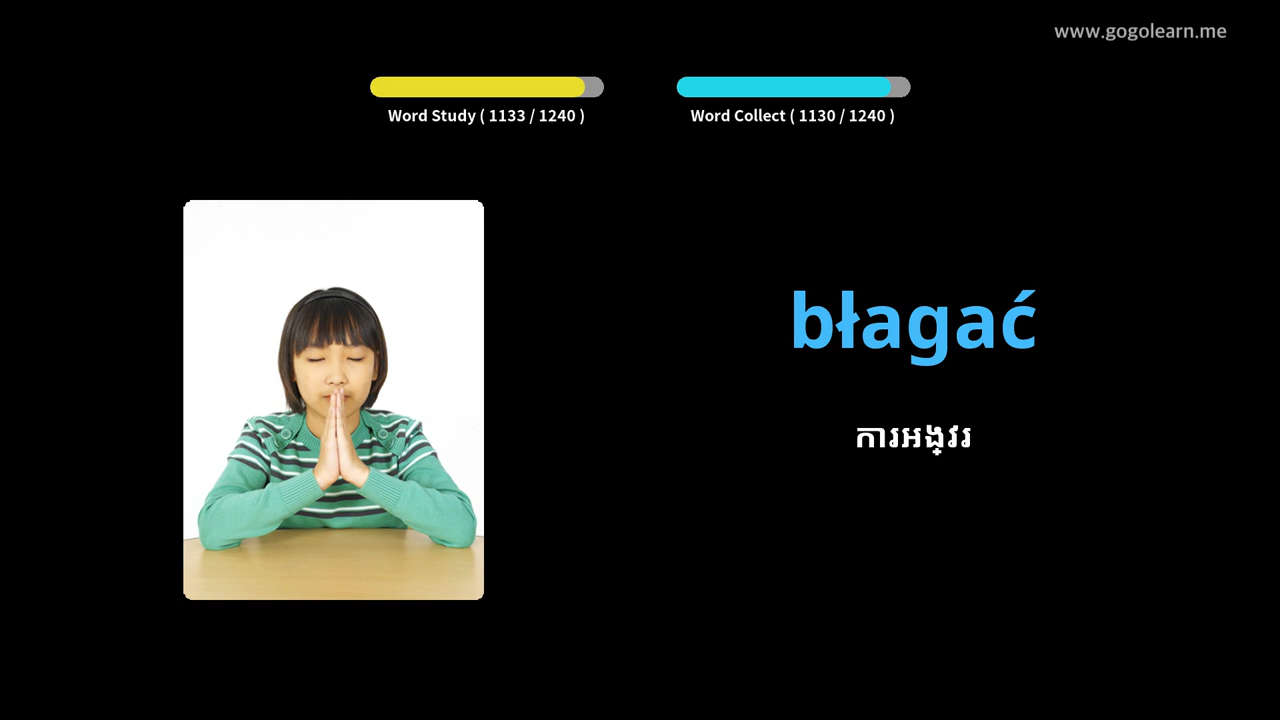 www.gogolearn.me
Word Study ( 1133 / 1240 )
Word Collect ( 1130 / 1240 )
błagać
ការអង្វរ